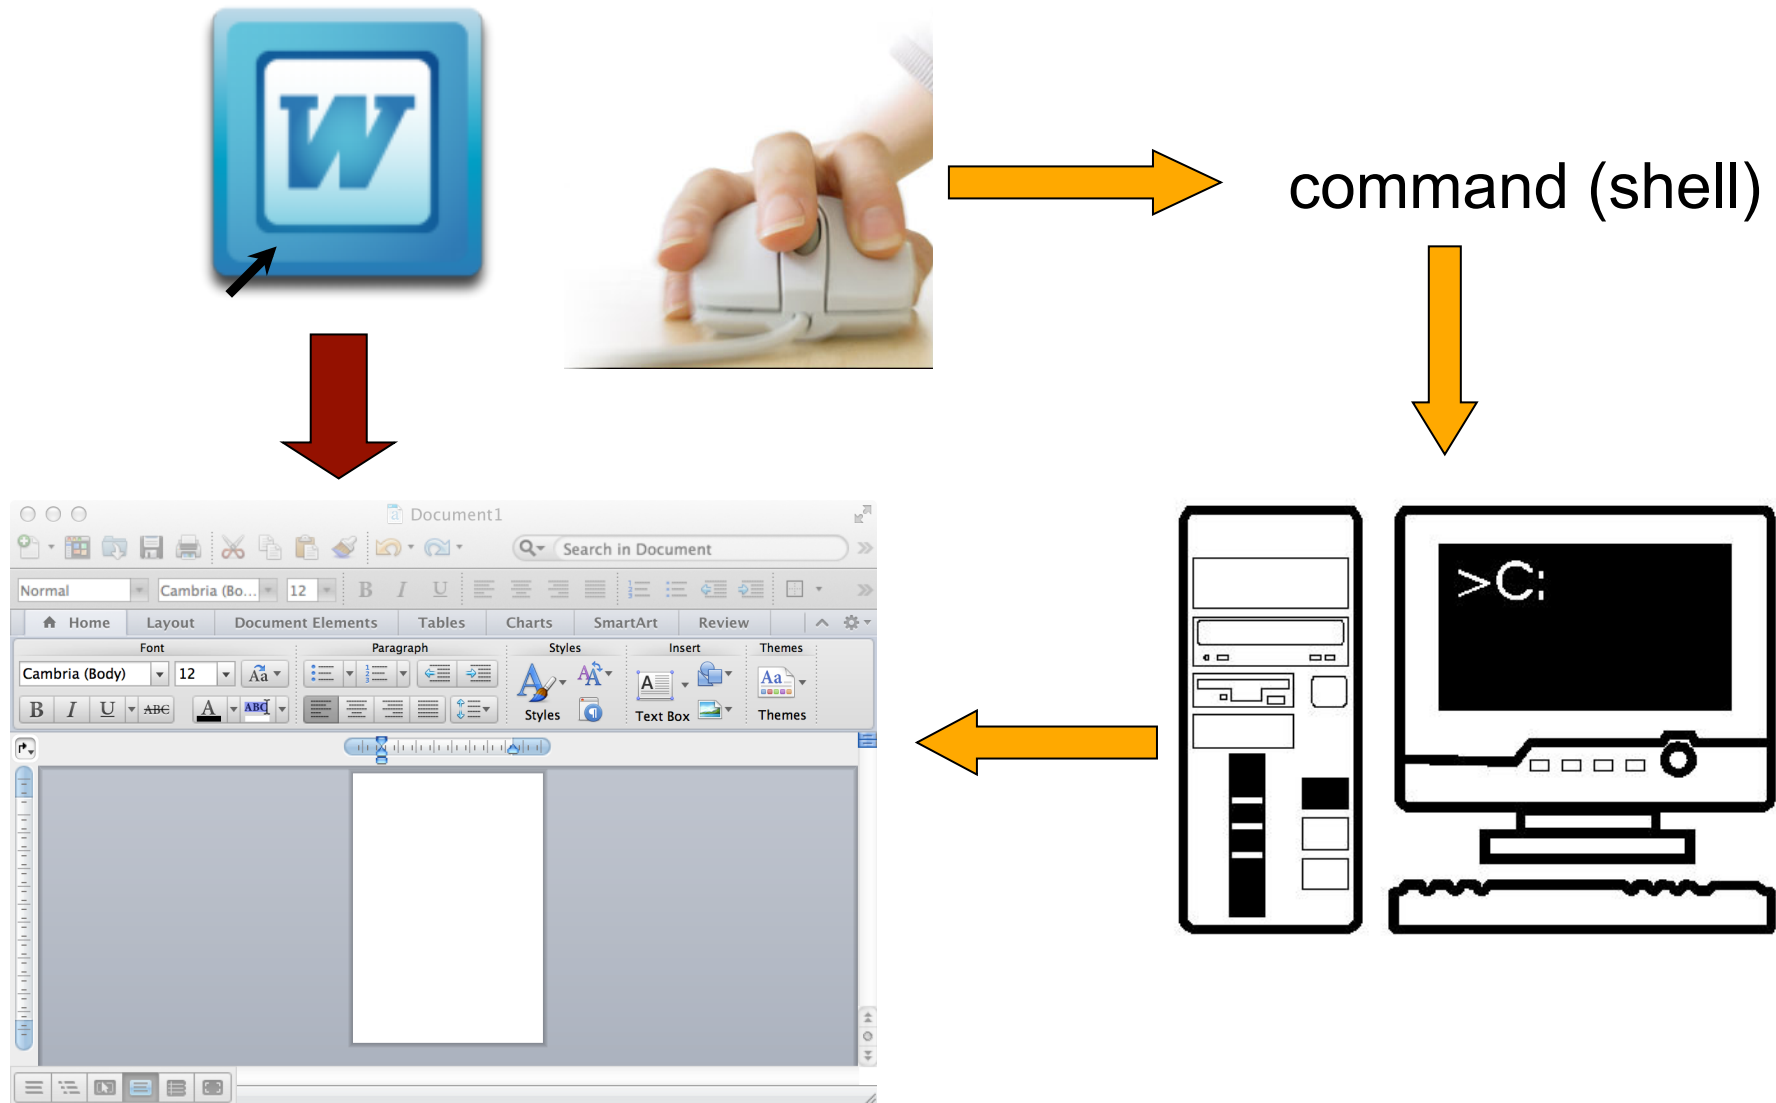 W
command (shell)
Document1
Search in Document
Normal
Cambria (Bo...
12
B I U
Home Layout Document Elements Tables Charts SmartArt Review
Font Paragraph Styles Insert Themes
Cambria (Body) 12 Aa
A A
Aa
B I U ABC A ABC
Styles Text Box Themes
>C: